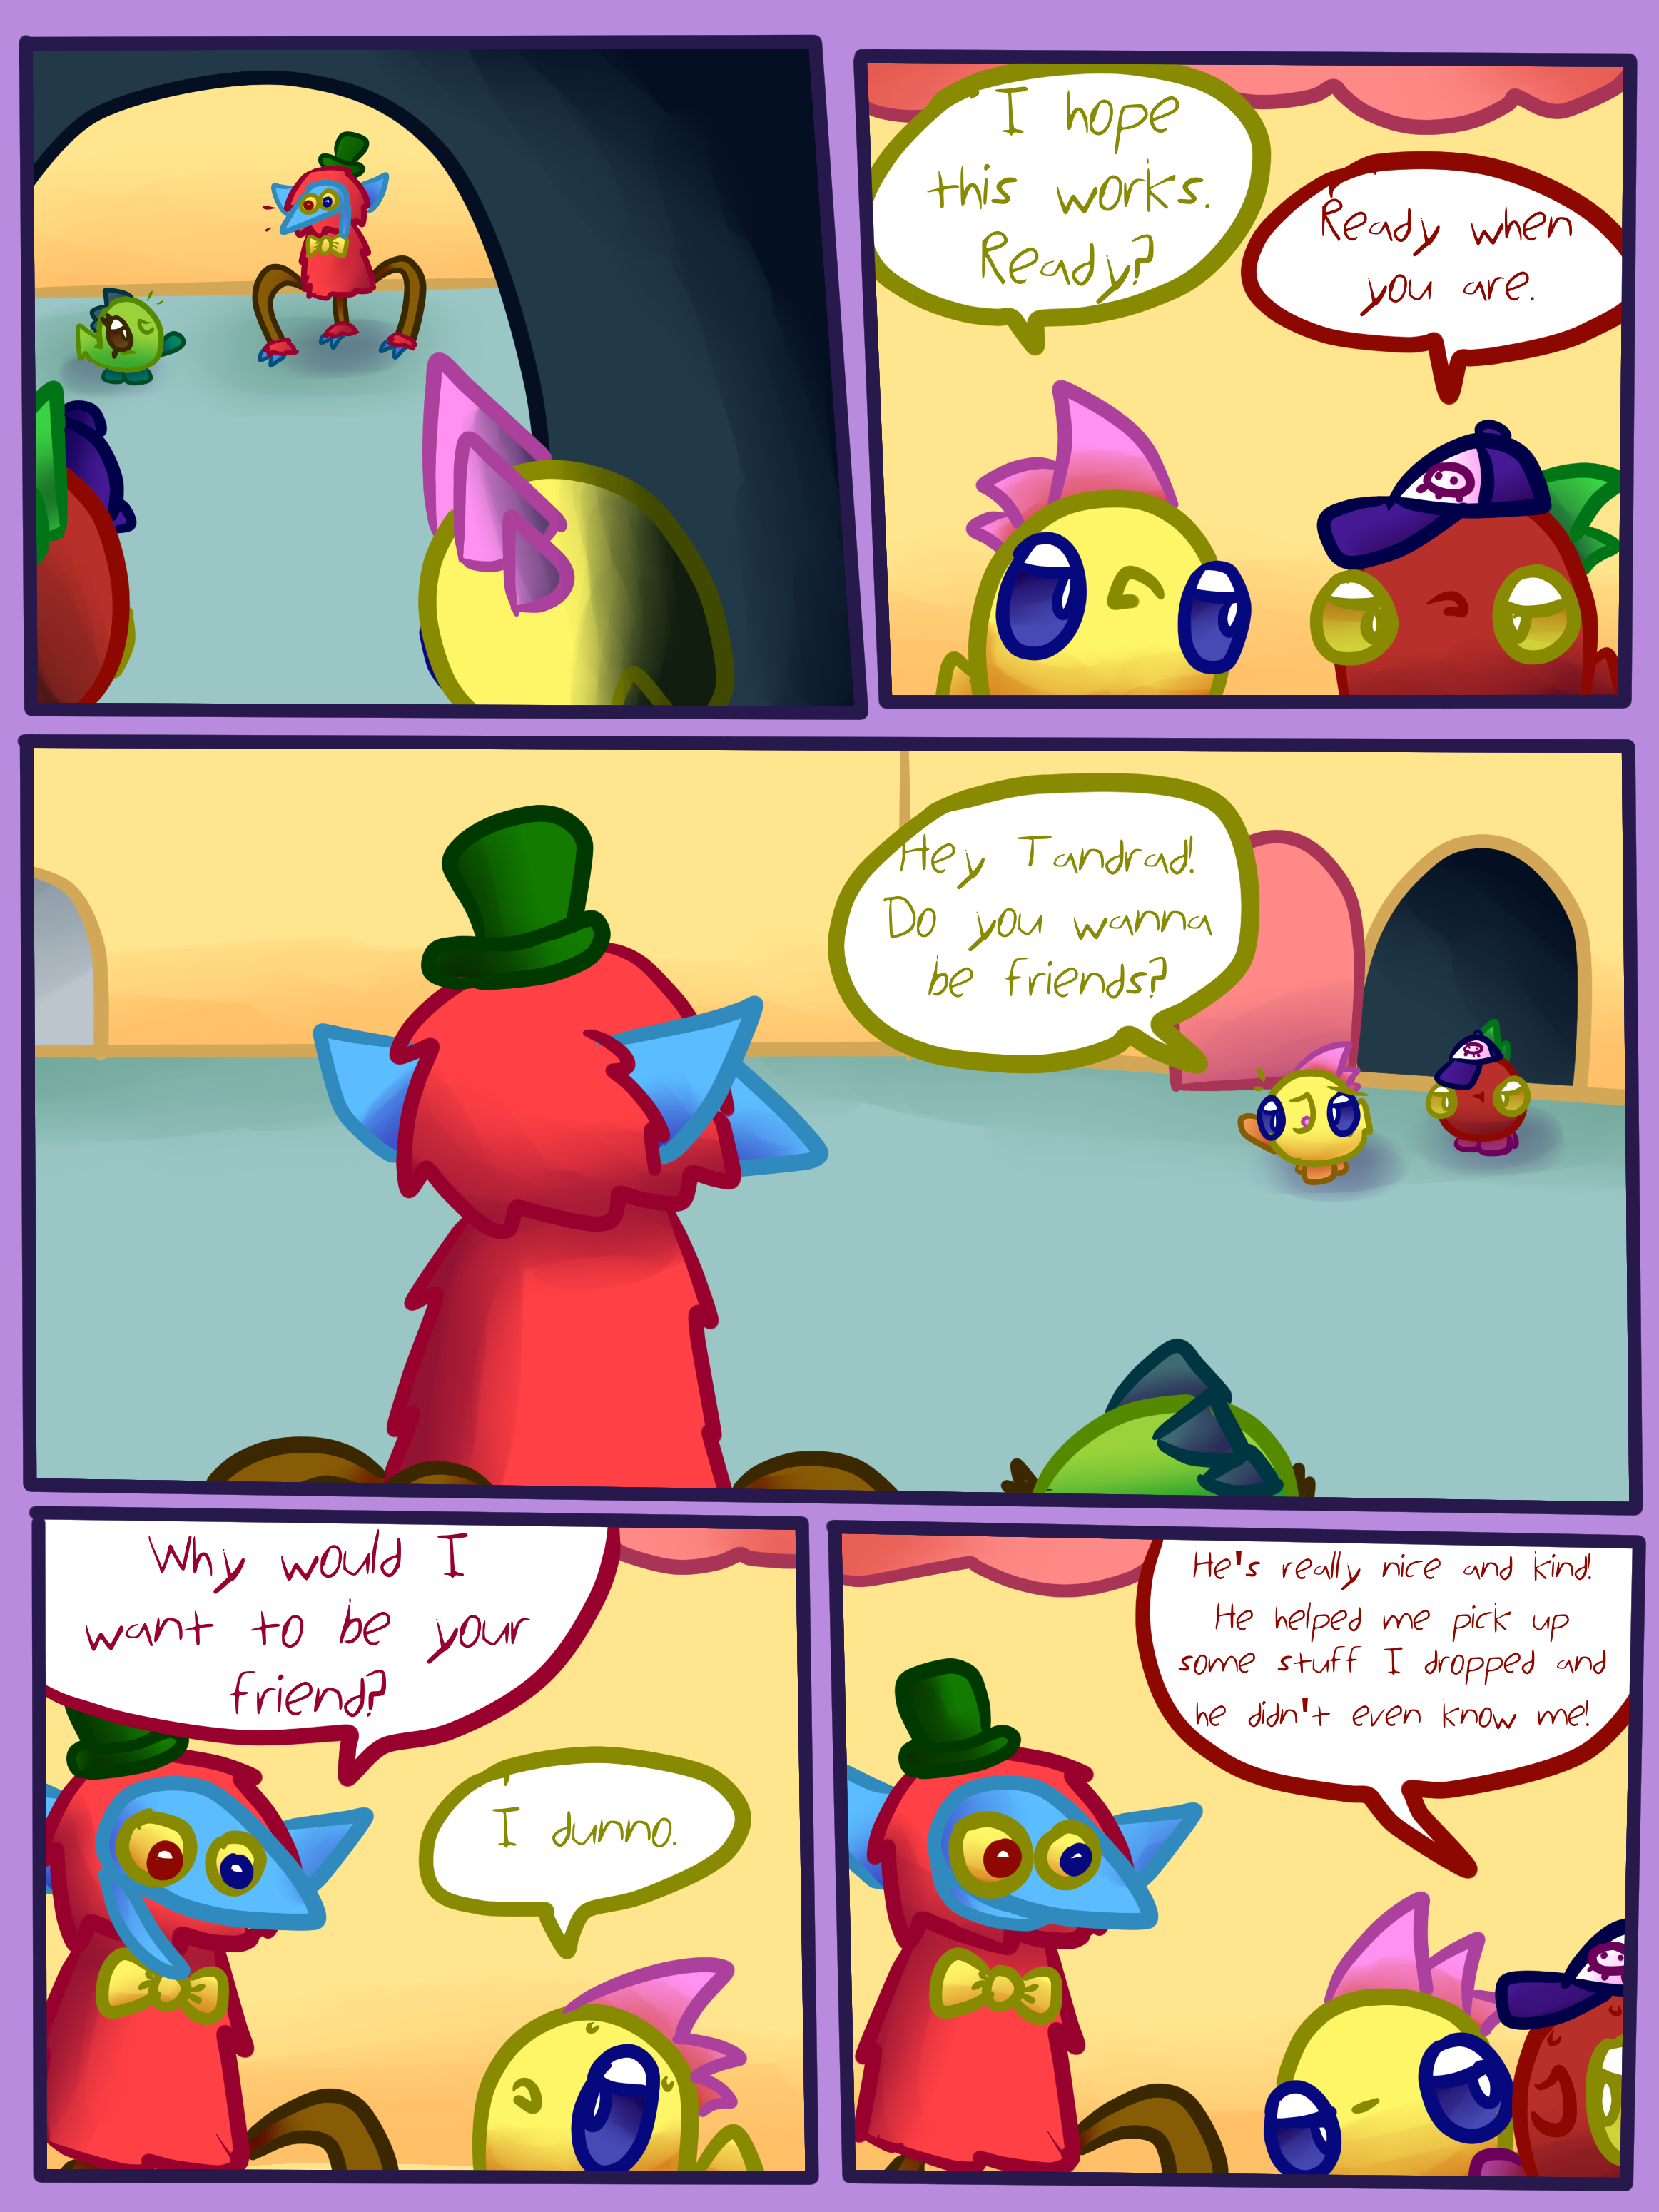 I hope
this works.
Ready?
Ready when
you are.
Hey Tandrad!
Do you wanna
be friends?
Why would I
want to be your
friend?
I dunno.
He's really nice and kind!
He helped me pick up
some stuff I dropped and
he didn't even know me!